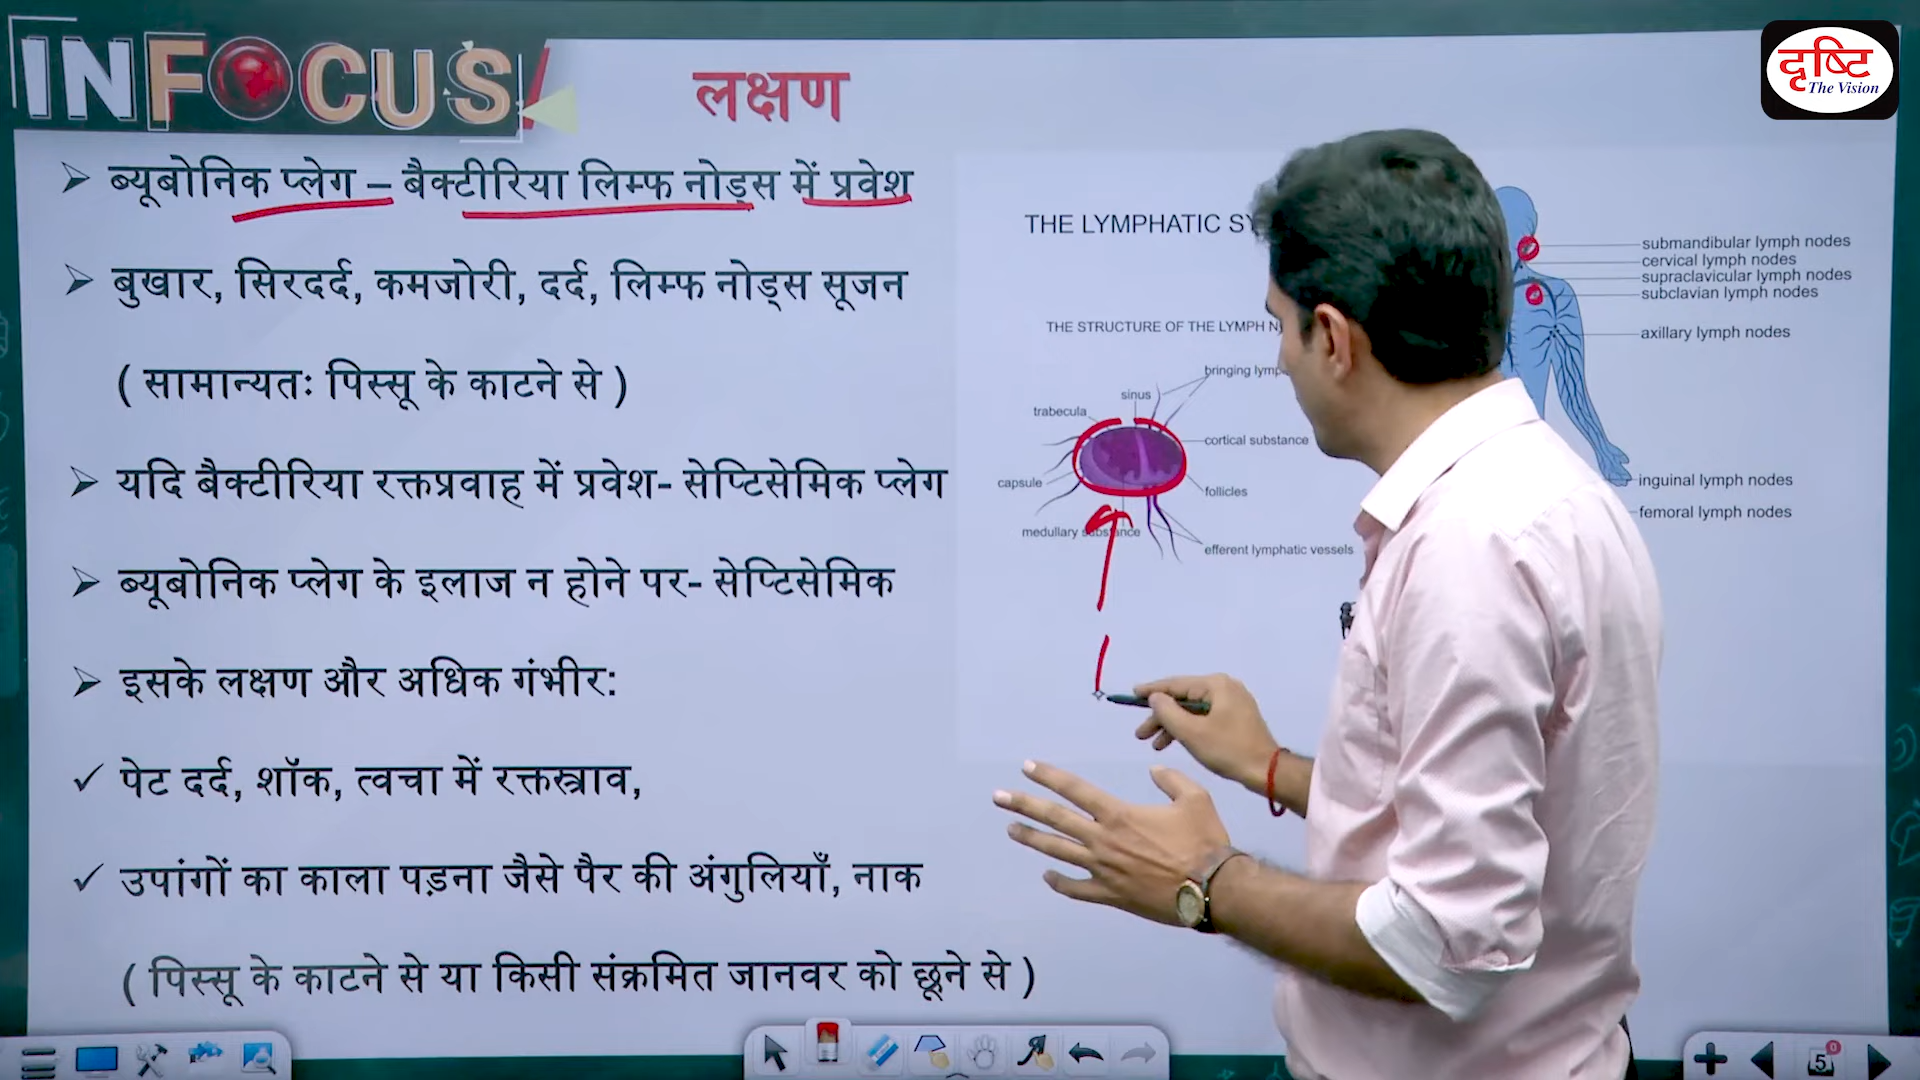 INFOCUS
लक्षण
दृष्टि
The Vision
➢ ब्यूबोनिक प्लेग – बैक्टीरिया लिम्फ नोड्स में प्रवेश
➢ बुखार, सिरदर्द, कमजोरी, दर्द, लिम्फ नोड्स सूजन
( सामान्यतः पिस्सू के काटने से )
➢ यदि बैक्टीरिया रक्तप्रवाह में प्रवेश- सेप्टिसेमिक प्लेग
➢ ब्यूबोनिक प्लेग के इलाज न होने पर- सेप्टिसेमिक
➢ इसके लक्षण और अधिक गंभीर:
✓ पेट दर्द, शॉक, त्वचा में रक्तस्त्राव,
✓ उपांगों का काला पड़ना जैसे पैर की अंगुलियाँ, नाक
( पिस्सू के काटने से या किसी संक्रमित जानवर को छूने से )
THE LYMPHATIC
THE STRUCTURE OF THE LYMPH
bringing
sinus
trabecula
cortical substance
capsule
follicles
medullary substance
efferent lymphatic vessels
submandibular lymph nodes
cervical lymph nodes
supraclavicular lymph nodes
subclavian lymph nodes
axillary lymph nodes
inguinal lymph nodes
femoral lymph nodes
5
0